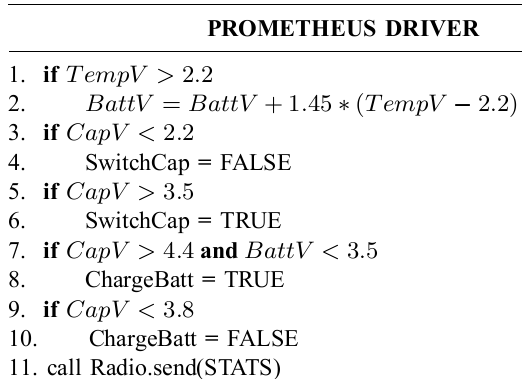 PROMETHEUS DRIVER
1. if TempV > 2.2
2. BattV = BattV + 1.45 ∗ (TempV − 2.2)
3. if CapV < 2.2
4. SwitchCap = FALSE
5. if CapV > 3.5
6. SwitchCap = TRUE
7. if CapV > 4.4 and BattV < 3.5
8. ChargeBatt = TRUE
9. if CapV < 3.8
10. ChargeBatt = FALSE
11. call Radio.send(STATS)